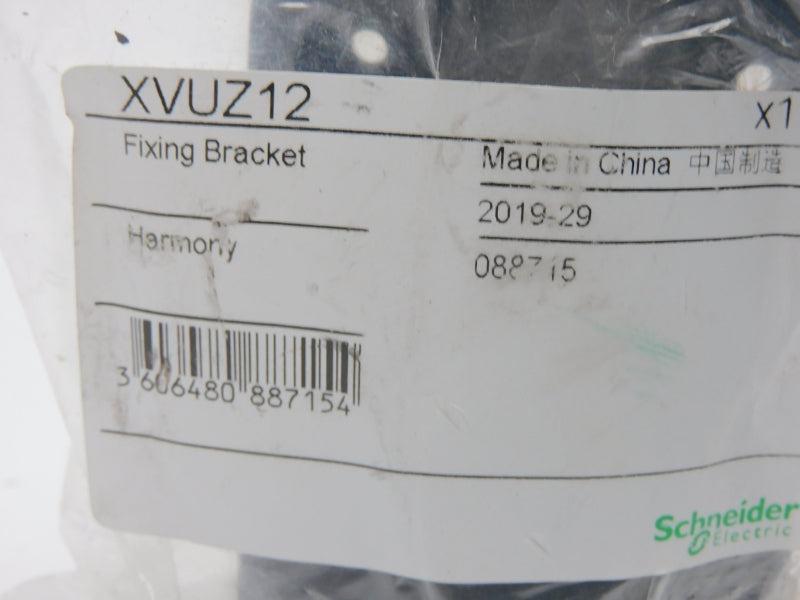 XVUZ12
x1
Fixing Bracket
Made in China 中国制造
2019-29
Harmony
088715
3 606480 887154
Schneider
Electric